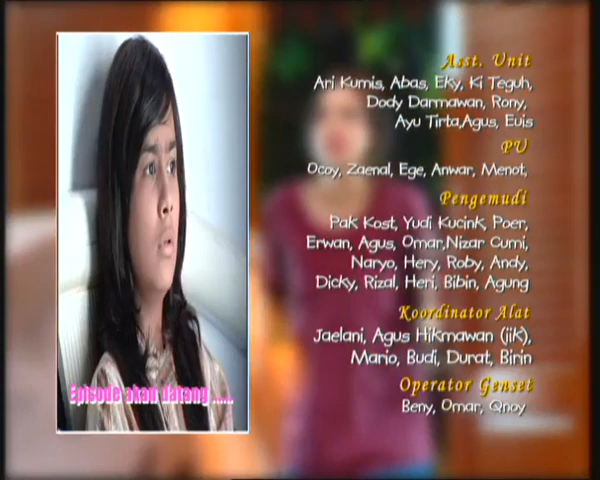 Asst. Unit
Ari Kumis, Abas, Eky, Ki Teguh,
Dody Darmawan, Rony,
Ayu Tirta,Agus, Euis
PU
Ocoy, Zaenal, Ege, Anwar, Menot,
Pengemudi
Pak Kost, Yudi Kucink, Poer,
Erwan, Agus, Omar,Nizar Cumi,
Naryo, Hery, Roby, Andy,
Dicky, Rizal, Heri, Bibin, Agung
Koordinator Alat
Jaelani, Agus Hikmawan (iik),
Mario, Budi, Durat, Birin
Operator Genset
Beny, Omar, Qnoy
Episode akan datang ......